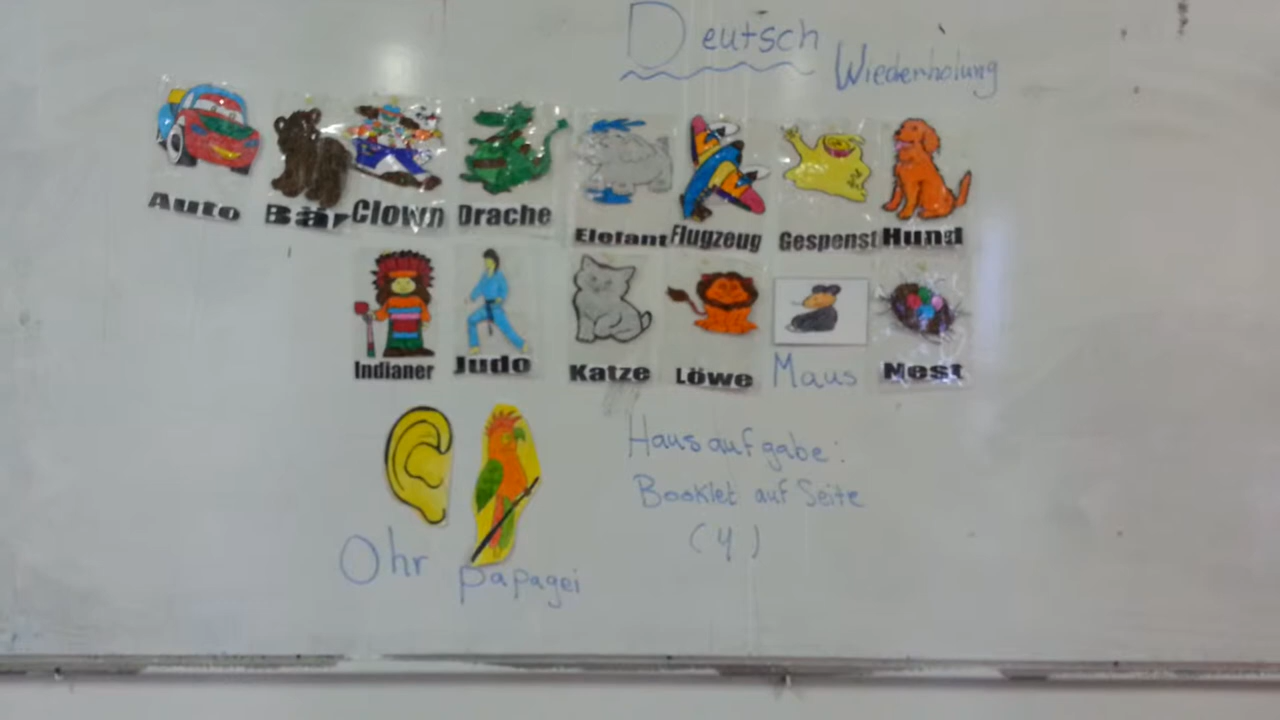 Deutsch
Wiederholung
Auto Bär Clown Drache Elefant Flugzeug Gespenst Hund
Indianer Judo Katze Löwe Maus Nest
Hausaufgabe:
Booklet auf Seite
(4)
Ohr papagei